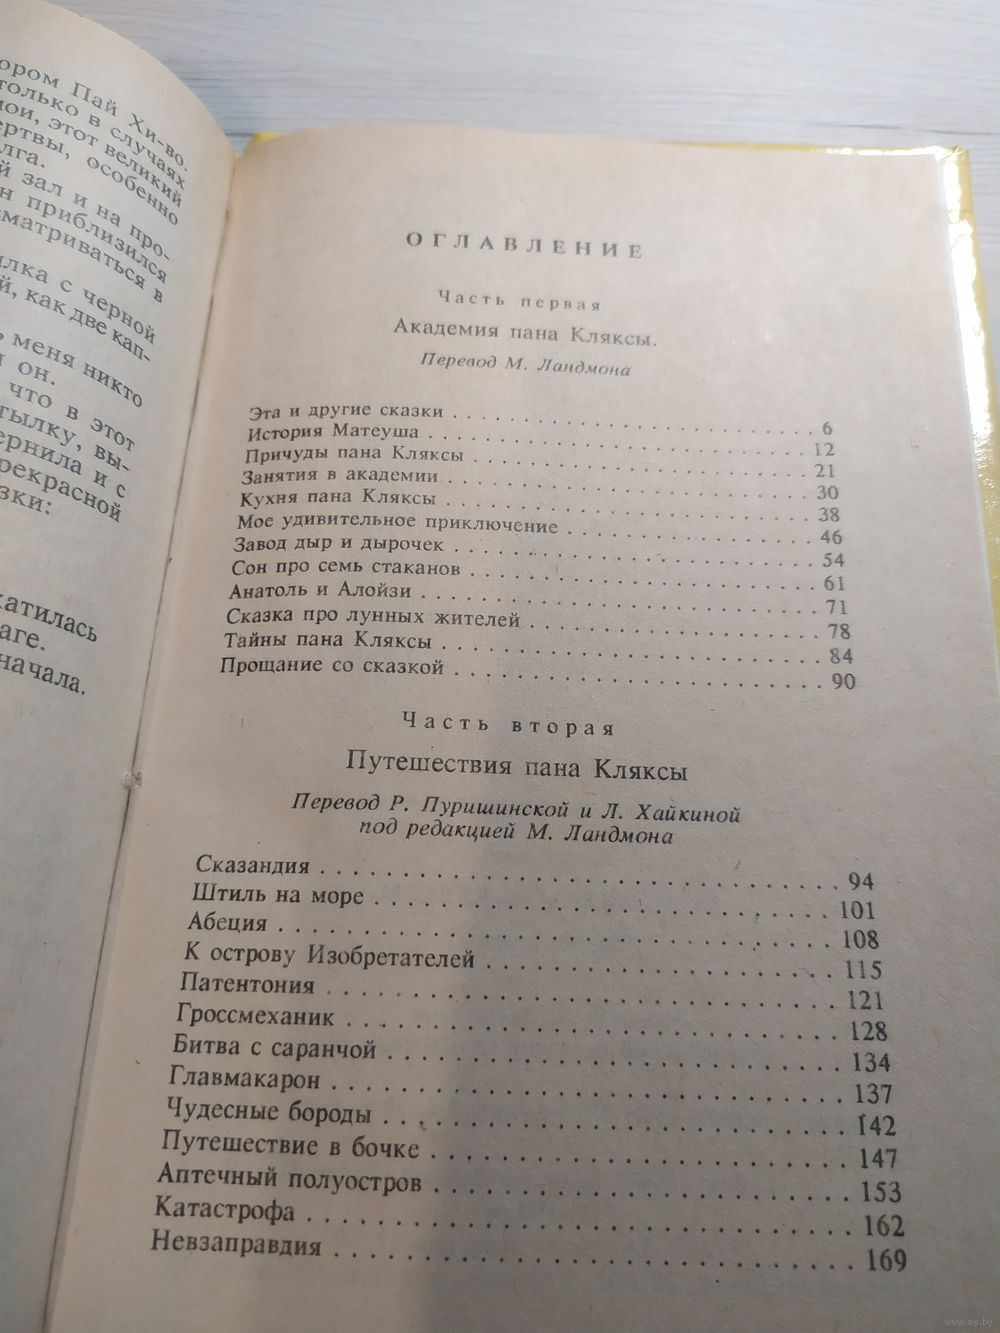 ором Пай Хи-во.
только в случаях
этот великий
особенно
лга.
й зал и на про-
н приблизился
сматриваться в
лка с черной
й, как две кап-
меня никто
он.
что в этот
тылку, вы-
ернила и с
рекрасной
зки:
катилась
аге.
начала.
ОГЛАВЛЕНИЕ
Часть первая
Академия пана Кляксы.
Перевод М. Ландмона
Эта и другие сказки . . . . . . . . . . 6
История Матеуша . . . . . . . . . . 12
Причуды пана Кляксы . . . . . . . . . . 21
Занятия в академии . . . . . . . . . . 30
Кухня пана Кляксы . . . . . . . . . . 38
Мое удивительное приключение . . . . . . . . . . 46
Завод дыр и дырочек . . . . . . . . . . 54
Сон про семь стаканов . . . . . . . . . . 61
Анатоль и Алойзи . . . . . . . . . . 71
Сказка про лунных жителей . . . . . . . . . . 78
Тайны пана Кляксы . . . . . . . . . . 84
Прощание со сказкой . . . . . . . . . . 90
Часть вторая
Путешествия пана Кляксы
Перевод Р. Пуришинской и Л. Хайкиной
под редакцией М. Ландмона
Сказандия . . . . . . . . . . 94
Штиль на море . . . . . . . . . . 101
Абеция . . . . . . . . . . 108
К острову Изобретателей . . . . . . . . . . 115
Патентония . . . . . . . . . . 121
Гроссмеханик . . . . . . . . . . 128
Битва с саранчой . . . . . . . . . . 134
Главмакарон . . . . . . . . . . 137
Чудесные бороды . . . . . . . . . . 142
Путешествие в бочке . . . . . . . . . . 147
Аптечный полуостров . . . . . . . . . . 153
Катастрофа . . . . . . . . . . 162
Невзаправдия . . . . . . . . . . 169
www.ay.by